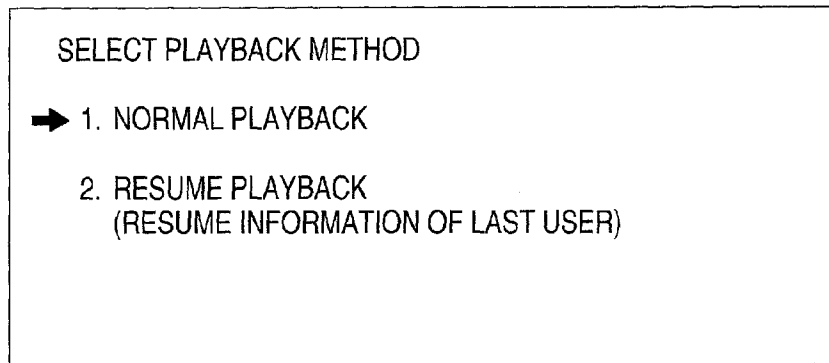 SELECT PLAYBACK METHOD
1. NORMAL PLAYBACK
2. RESUME PLAYBACK
(RESUME INFORMATION OF LAST USER)